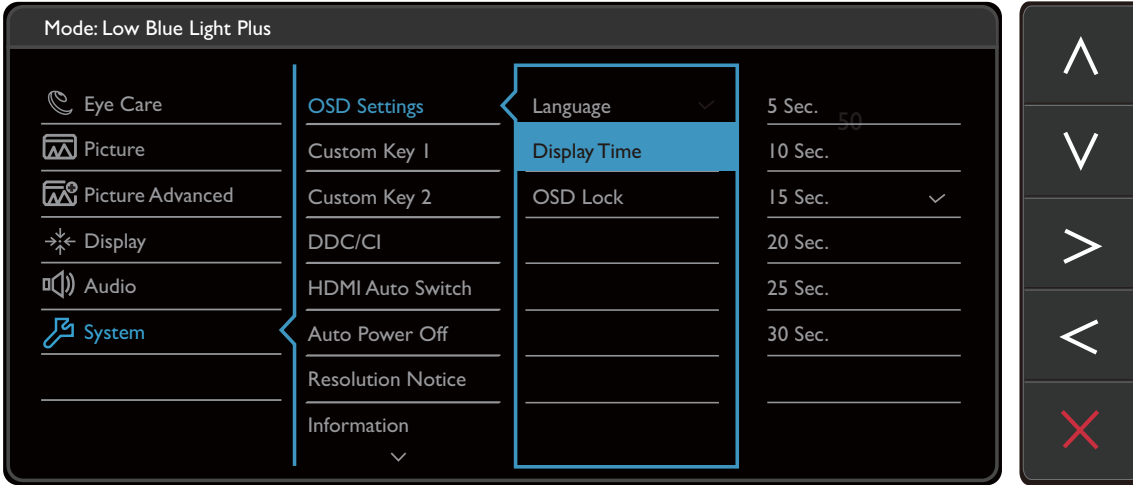 Mode: Low Blue Light Plus
Eye Care
Picture
Picture Advanced
Display
Audio
System
OSD Settings
Custom Key 1
Custom Key 2
DDC/CI
HDMI Auto Switch
Auto Power Off
Resolution Notice
Information
Language
Display Time
OSD Lock
5 Sec.
50
10 Sec.
15 Sec.
20 Sec.
25 Sec.
30 Sec.